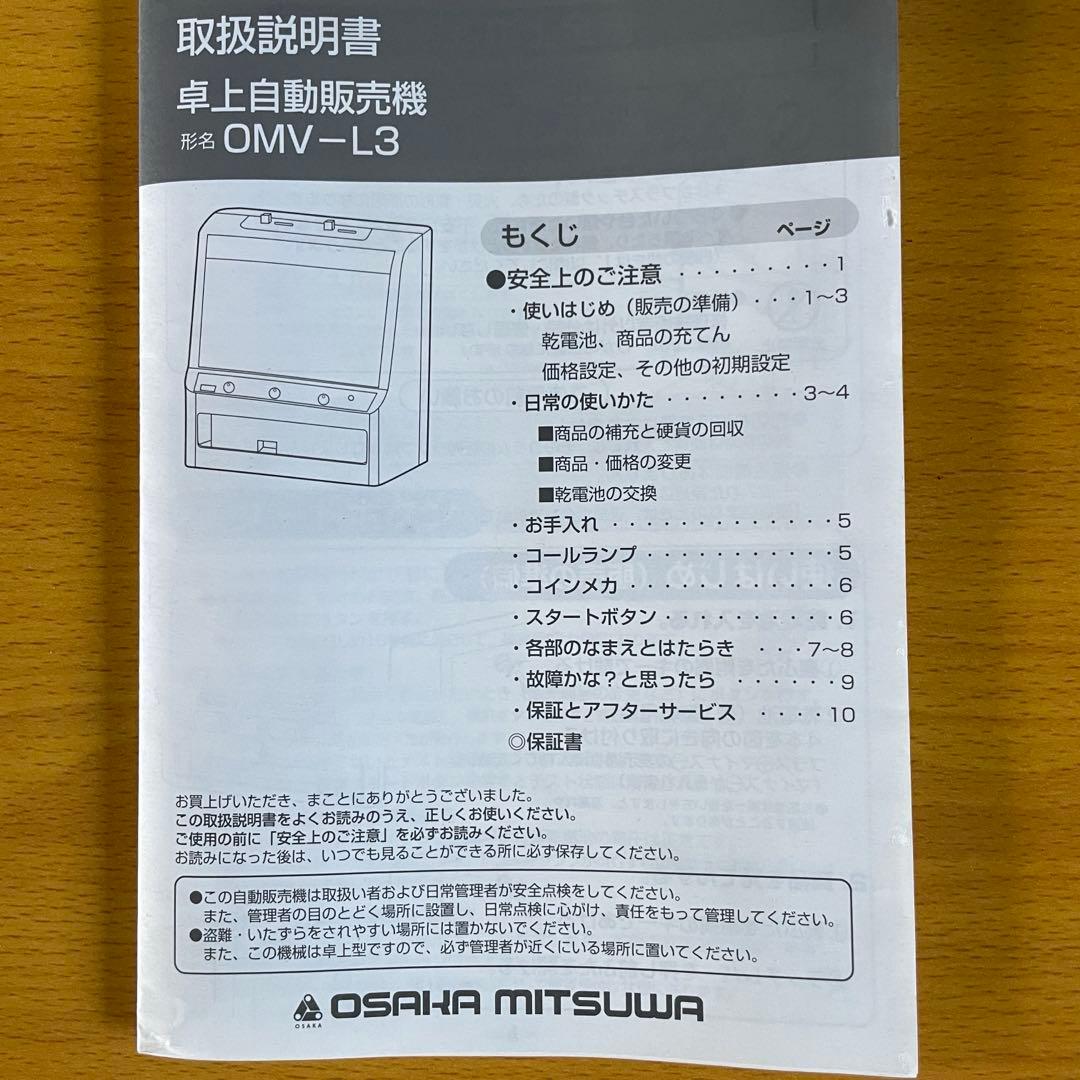 取扱説明書
卓上自動販売機
形名 OMV－L3
もくじ ページ
●安全上のご注意 ・・・・・・・・・1
・使いはじめ（販売の準備）・・・1～3
乾電池、商品の充てん
価格設定、その他の初期設定
・日常の使いかた ・・・・・・・・3～4
■商品の補充と硬貨の回収
■商品・価格の変更
■乾電池の交換
・お手入れ ・・・・・・・・・・・・・5
・コールランプ ・・・・・・・・・・・5
・コインメカ ・・・・・・・・・・・・6
・スタートボタン ・・・・・・・・・・6
・各部のなまえとはたらき ・・・7～8
・故障かな？と思ったら ・・・・・・9
・保証とアフターサービス ・・・・10
◎保証書
お買上げいただき、まことにありがとうございました。
この取扱説明書をよくお読みのうえ、正しくお使いください。
ご使用の前に「安全上のご注意」を必ずお読みください。
お読みになった後は、いつでも見ることができる所に必ず保存してください。
●この自動販売機は取扱い者および日常管理者が安全点検をしてください。
また、管理者の目のとどく場所に設置し、日常点検に心がけ、責任をもって管理してください。
●盗難・いたずらをされやすい場所には置かないでください。
また、この機械は卓上型ですので、必ず管理者が近くにいる場所に置いてください。
OSAKA OSAKA MITSUWA